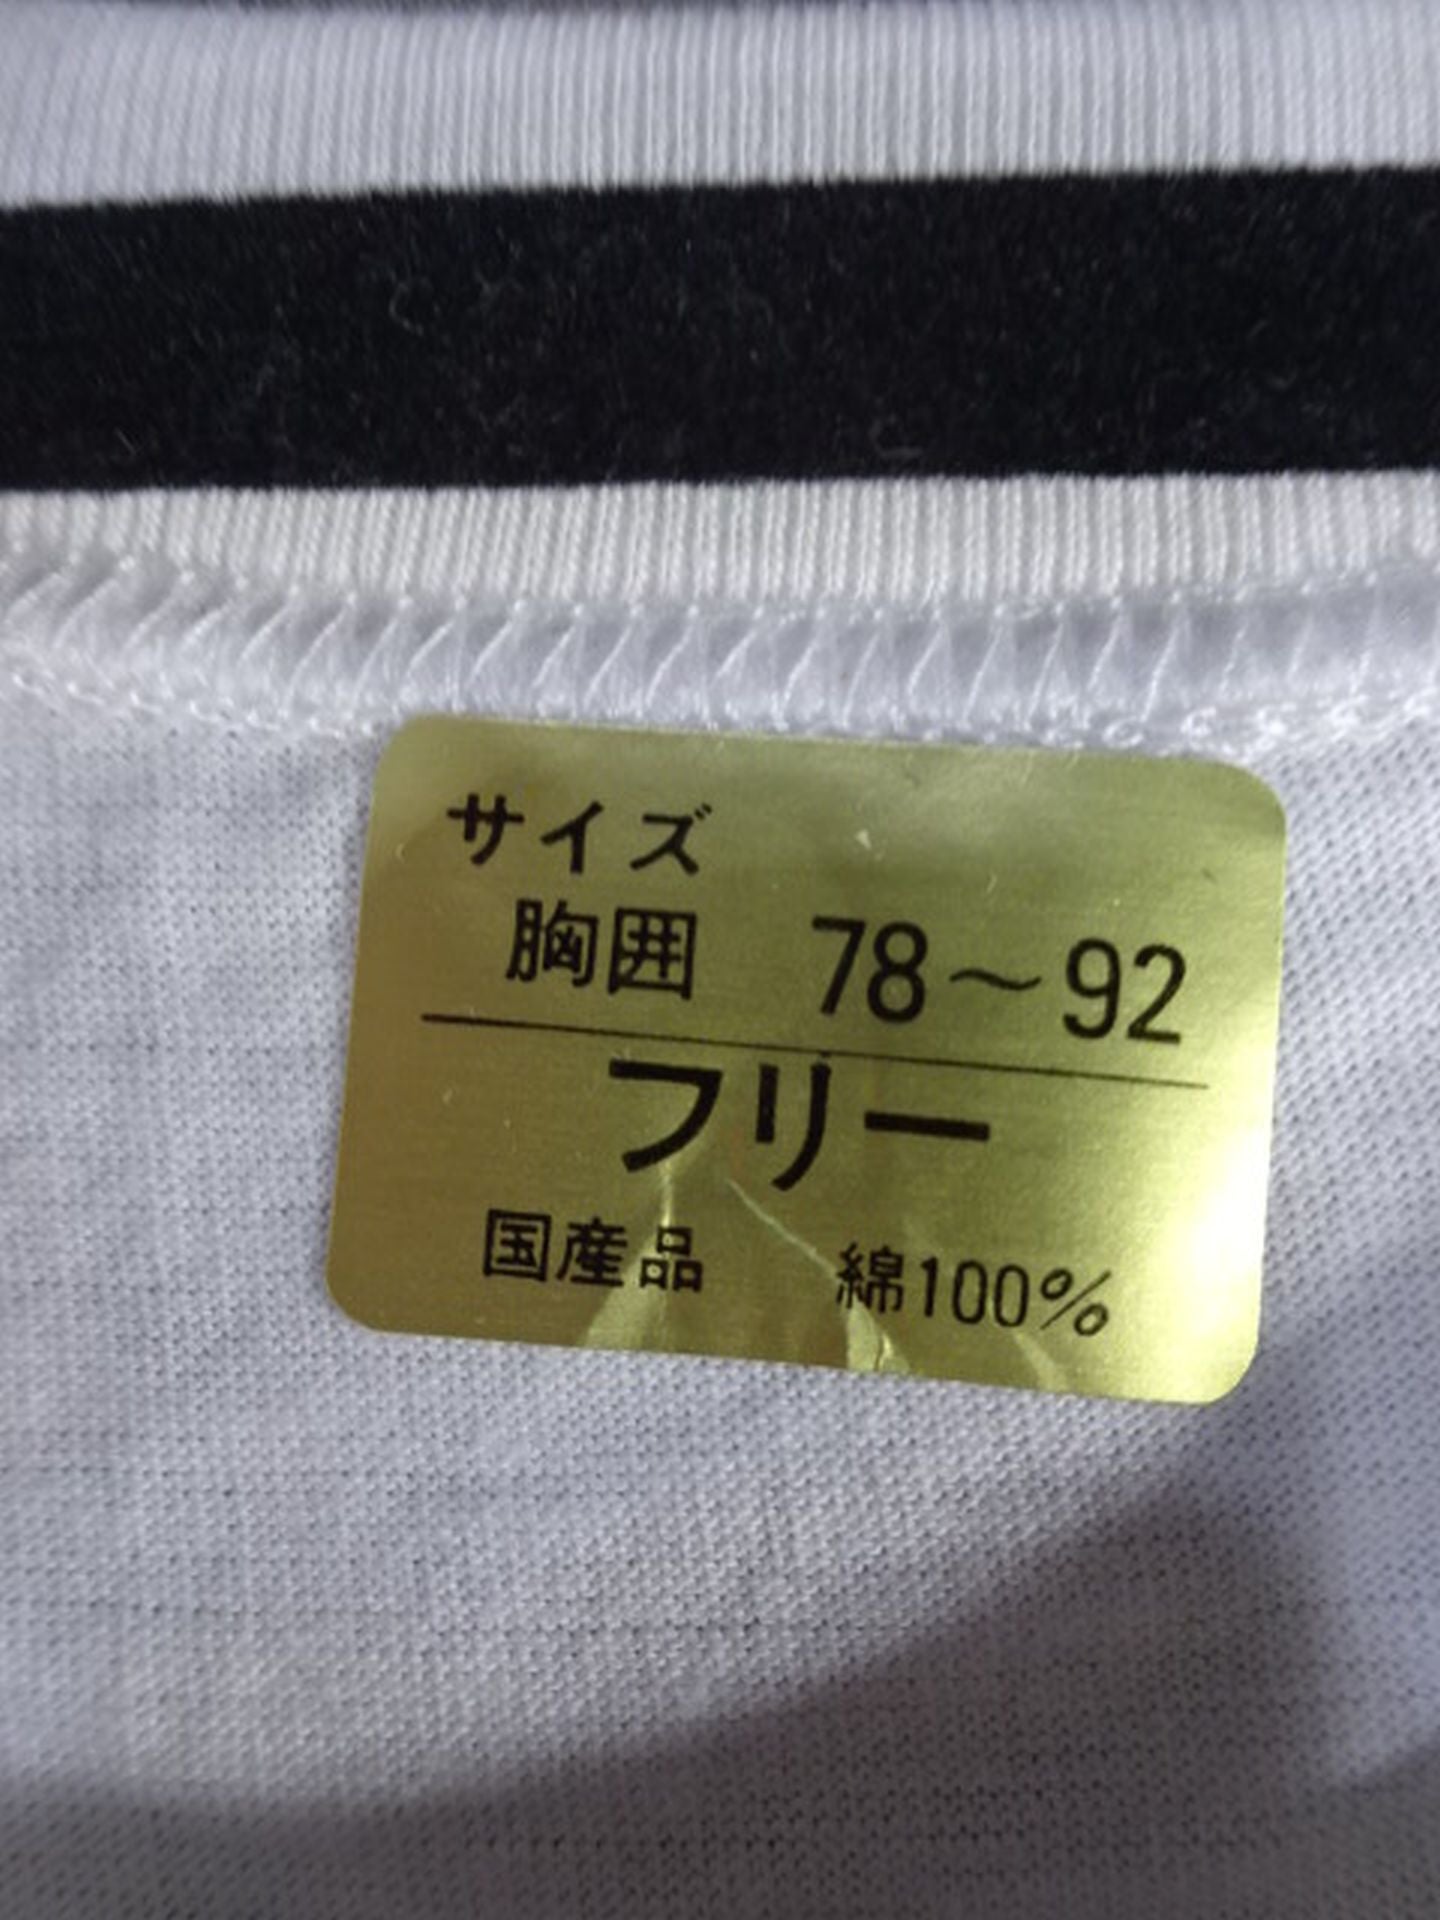 サイズ
胸囲 78〜92
フリー
国産品 綿100%